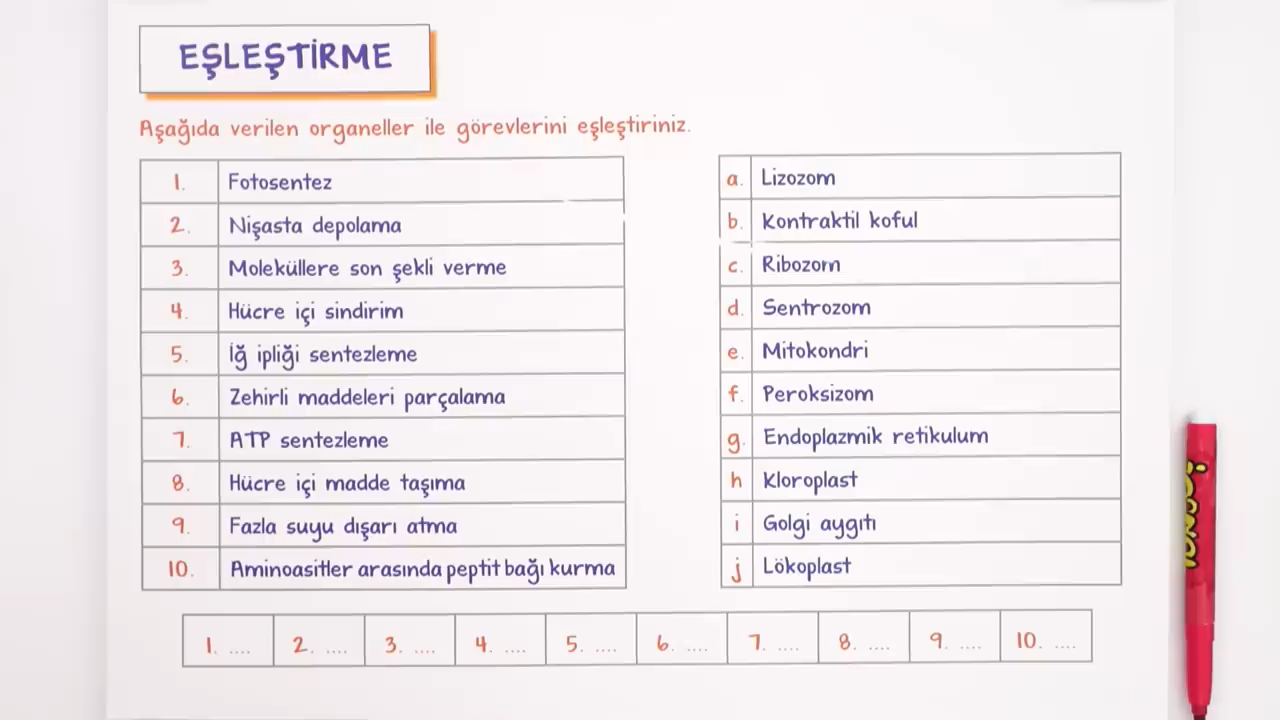 EŞLEŞTİRME
Aşağıda verilen organeller ile görevlerini eşleştiriniz.
1. Fotosentez
2. Nişasta depolama
3. Moleküllere son şekli verme
4. Hücre içi sindirim
5. İğ ipliği sentezleme
6. Zehirli maddeleri parçalama
7. ATP sentezleme
8. Hücre içi madde taşıma
9. Fazla suyu dışarı atma
10. Aminoasitler arasında peptit bağı kurma
a. Lizozom
b. Kontraktil koful
c. Ribozom
d. Sentrozom
e. Mitokondri
f. Peroksizom
g. Endoplazmik retikulum
h Kloroplast
i Golgi aygıtı
j Lökoplast
1. .... 2. .... 3. .... 4. .... 5. .... 6. .... 7. .... 8. .... 9. .... 10. ....